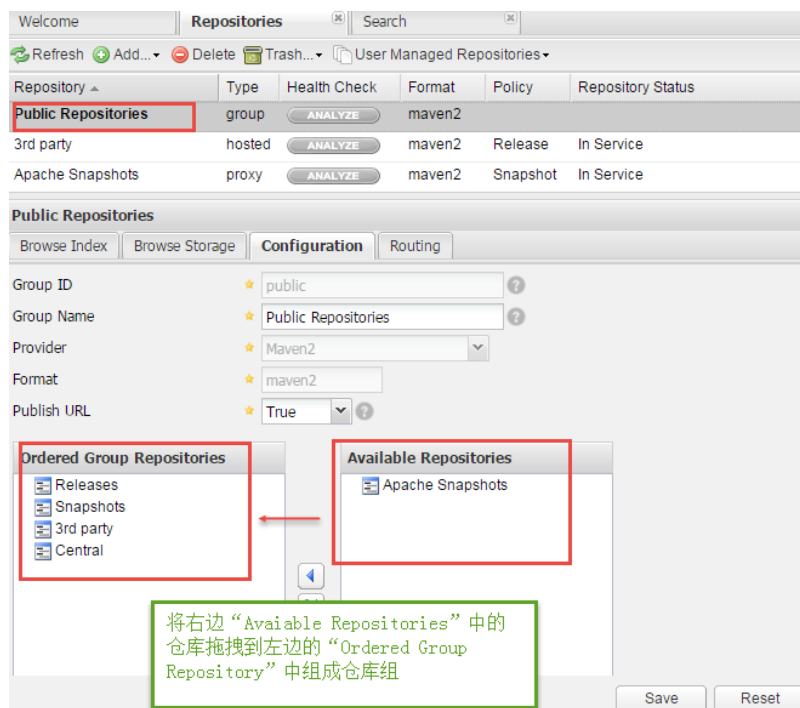 Welcome Repositories Search
Refresh Add... Delete Trash... User Managed Repositories
Repository Type Health Check Format Policy Repository Status
Public Repositories group ANALYZE maven2
3rd party hosted ANALYZE maven2 Release In Service
Apache Snapshots proxy ANALYZE maven2 Snapshot In Service
Public Repositories
Browse Index Browse Storage Configuration Routing
Group ID public
Group Name Public Repositories
Provider Maven2
Format maven2
Publish URL True
Ordered Group Repositories Available Repositories
Releases Apache Snapshots
Snapshots
3rd party
Central
将右边“Avaiable Repositories”中的
仓库拖拽到左边的“Ordered Group
Repository”中组成仓库组
Save Reset